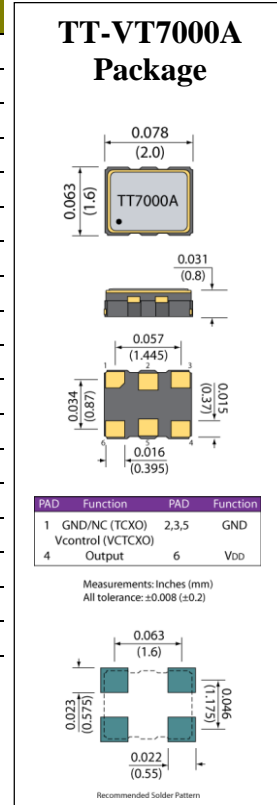 TT-VT7000A
Package
0.078
(2.0)
0.063
(1.6)
TT7000A
0.031
(0.8)
0.057
(1.445)
1 2 3
0.034
(0.87)
0.015
(0.37)
6 5 4
0.016
(0.395)
PAD Function PAD Function
1 GND/NC (TCXO) 2,3,5 GND
Vcontrol (VCTCXO)
4 Output 6 VDD
Measurements: Inches (mm)
All tolerance: ±0.008 (±0.2)
0.063
(1.6)
0.023
(0.575)
0.046
(1.175)
0.022
(0.55)
Recommended Solder Pattern